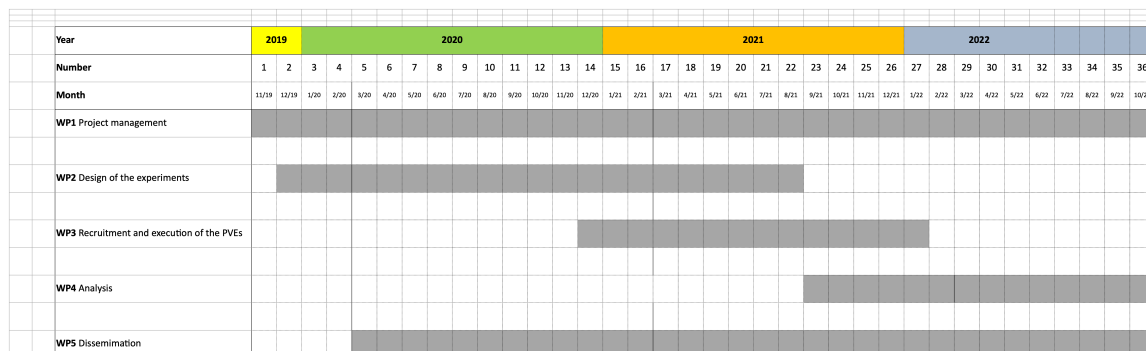 Year 2019 2020 2021 2022
Number 1 2 3 4 5 6 7 8 9 10 11 12 13 14 15 16 17 18 19 20 21 22 23 24 25 26 27 28 29 30 31 32 33 34 35 36
Month 11/19 12/19 1/20 2/20 3/20 4/20 5/20 6/20 7/20 8/20 9/20 10/20 11/20 12/20 1/21 2/21 3/21 4/21 5/21 6/21 7/21 8/21 9/21 10/21 11/21 12/21 1/22 2/22 3/22 4/22 5/22 6/22 7/22 8/22 9/22 10/2
WP1 Project management
WP2 Design of the experiments
WP3 Recruitment and execution of the PVEs
WP4 Analysis
WP5 Dissemimation